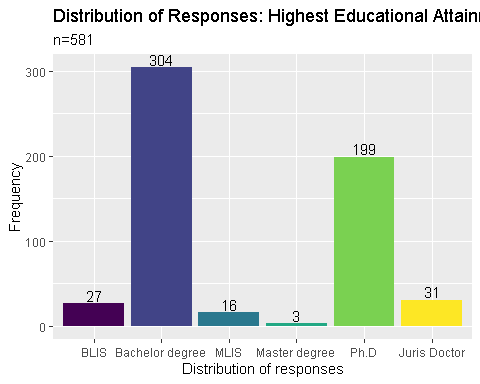 Distribution of Responses: Highest Educational
n=581
Frequency
300
200
100
0
27
304
16
3
199
31
BLIS
Bachelor degree
MLIS
Master degree
Ph.D
Juris Doctor
Distribution of responses